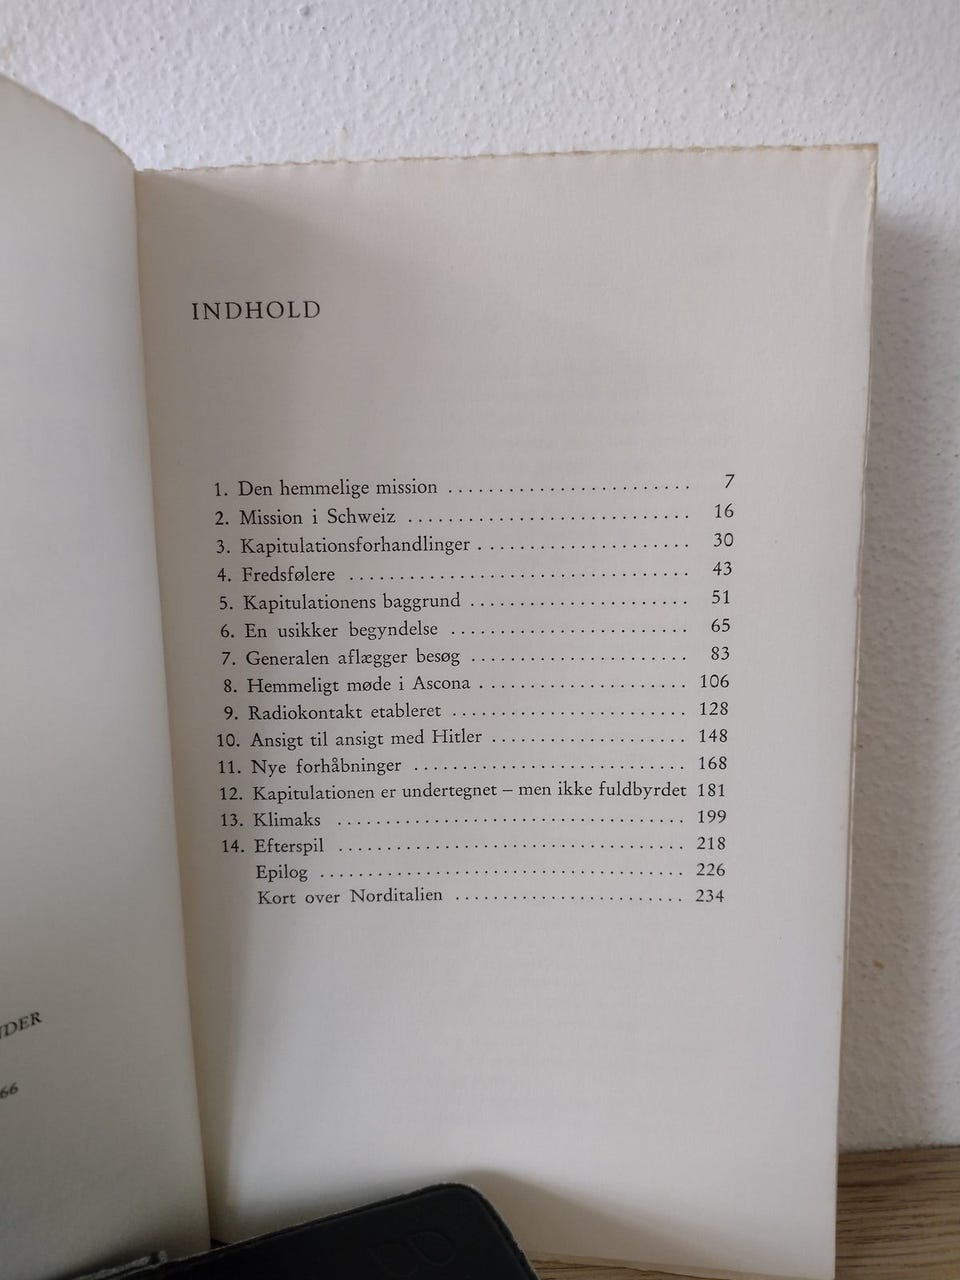 INDHOLD
1. Den hemmelige mission ........................ 7
2. Mission i Schweiz ............................ 16
3. Kapitulationsforhandlinger ..................... 30
4. Fredsfølere .................................. 43
5. Kapitulationens baggrund ...................... 51
6. En usikker begyndelse ........................ 65
7. Generalen aflægger besøg ...................... 83
8. Hemmeligt møde i Ascona ..................... 106
9. Radiokontakt etableret ....................... 128
10. Ansigt til ansigt med Hitler .................... 148
11. Nye forhåbninger ........................... 168
12. Kapitulationen er undertegnet – men ikke fuldbyrdet 181
13. Klimaks ................................... 199
14. Efterspil ................................... 218
Epilog ..................................... 226
Kort over Norditalien ........................ 234
66